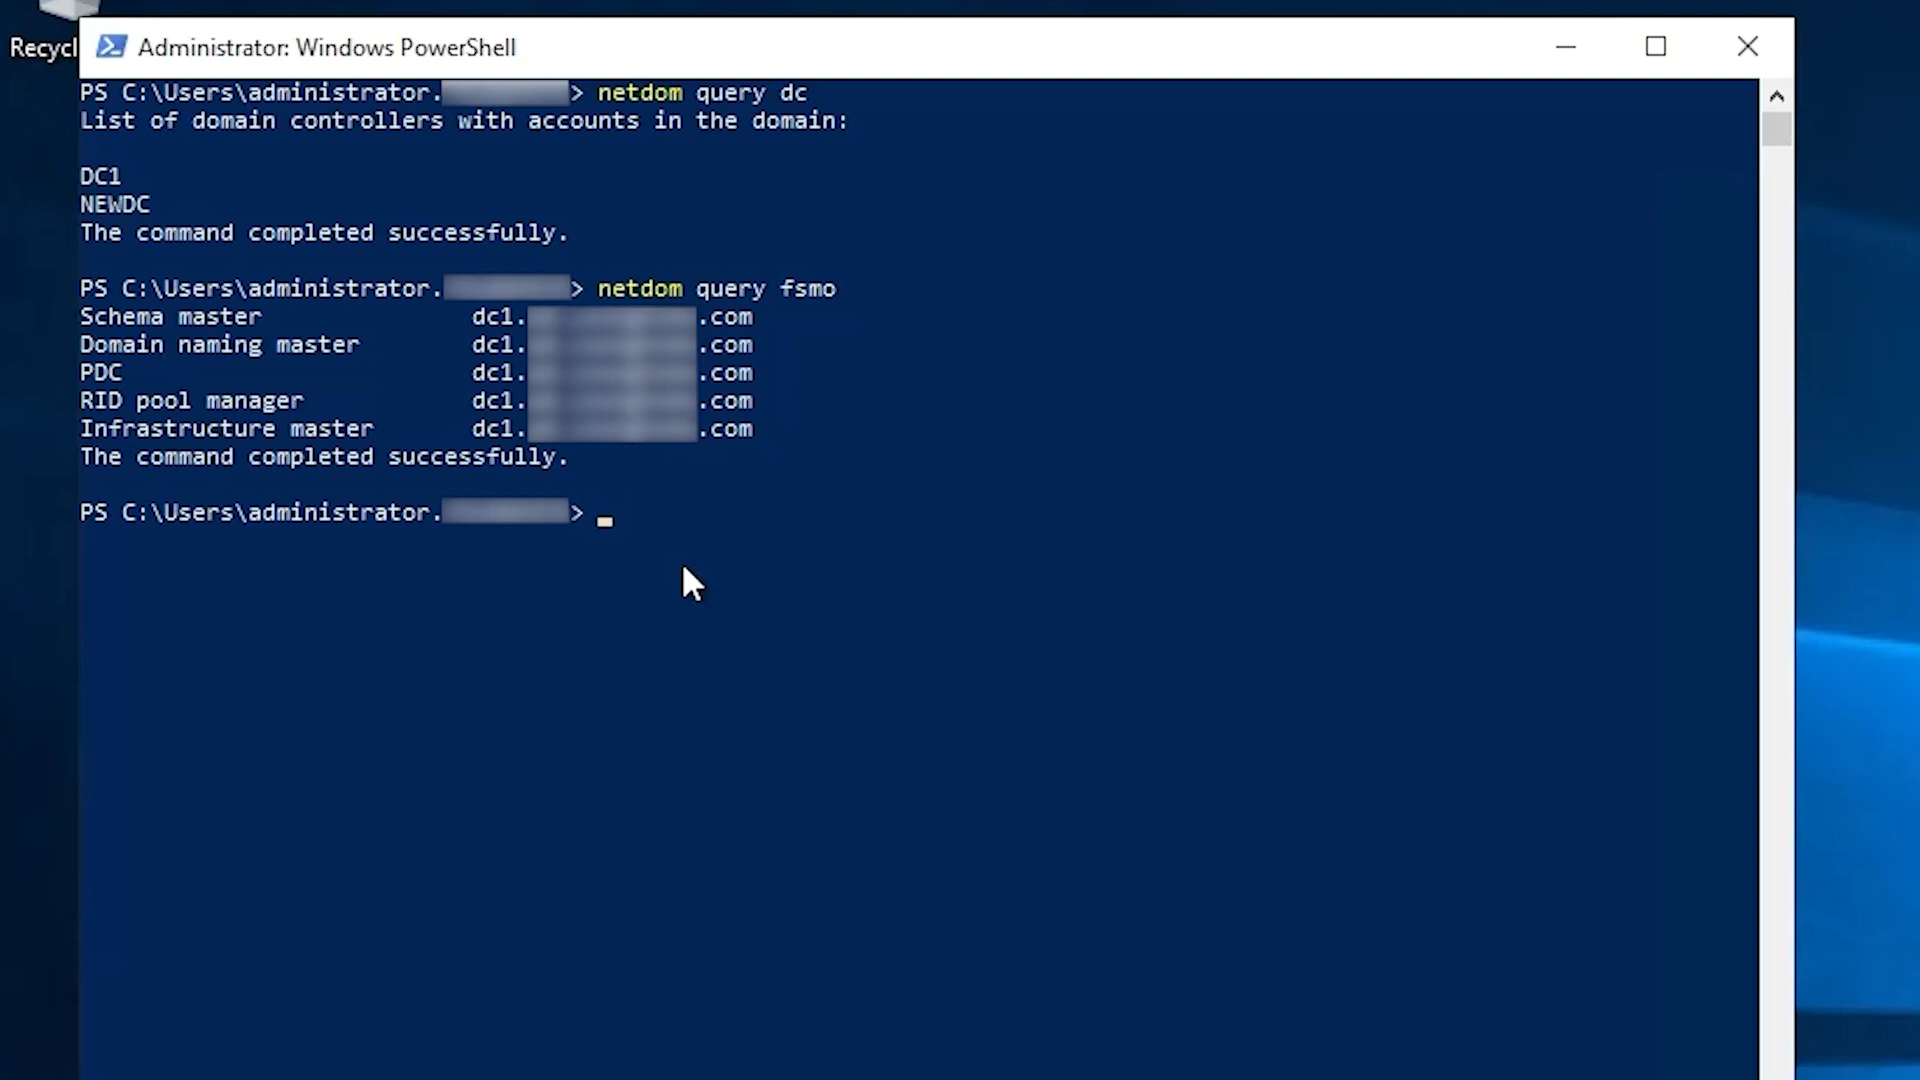 Recycl
Administrator: Windows PowerShell
PS C:\Users\administrator. > netdom query dc
List of domain controllers with accounts in the domain:
DC1
NEWDC
The command completed successfully.
PS C:\Users\administrator. > netdom query fsmo
Schema master dc1. .com
Domain naming master dc1. .com
PDC dc1. .com
RID pool manager dc1. .com
Infrastructure master dc1. .com
The command completed successfully.
PS C:\Users\administrator. >